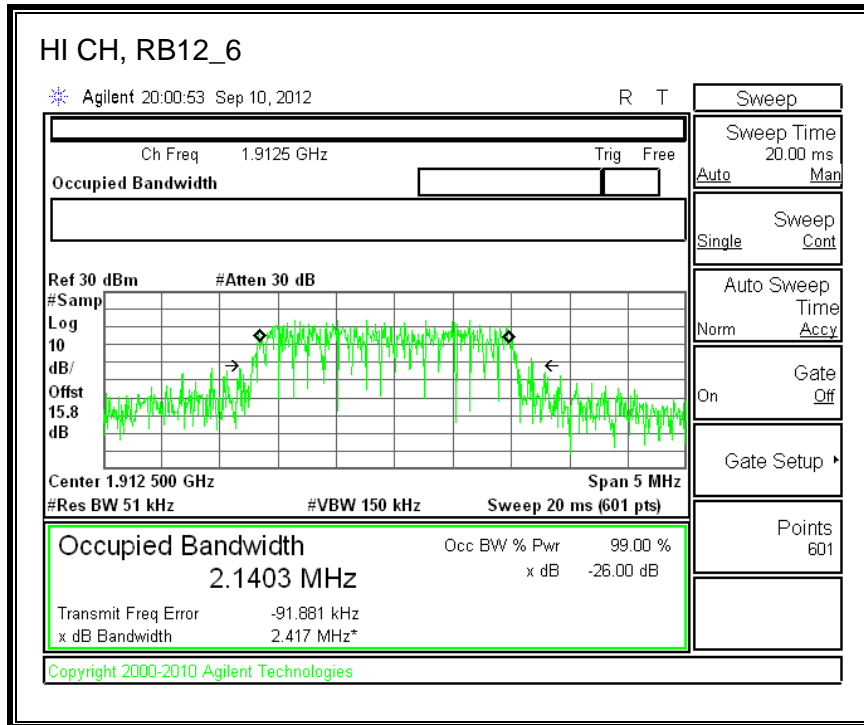 HI CH, RB12_6
Agilent 20:00:53 Sep 10, 2012 R T
Ch Freq 1.9125 GHz Trig Free
Occupied Bandwidth
Ref 30 dBm #Atten 30 dB
#Samp
Log
10
dB/
Offst
15.8
dB
Center 1.912 500 GHz Span 5 MHz
#Res BW 51 kHz #VBW 150 kHz Sweep 20 ms (601 pts)
Occupied Bandwidth Occ BW % Pwr 99.00 %
2.1403 MHz x dB -26.00 dB
Transmit Freq Error -91.881 kHz
x dB Bandwidth 2.417 MHz*
Copyright 2000-2010 Agilent Technologies
Sweep
Sweep Time
20.00 ms
Auto Man
Sweep
Single Cont
Auto Sweep
Time
Norm Accy
Gate
On Off
Gate Setup
Points
601